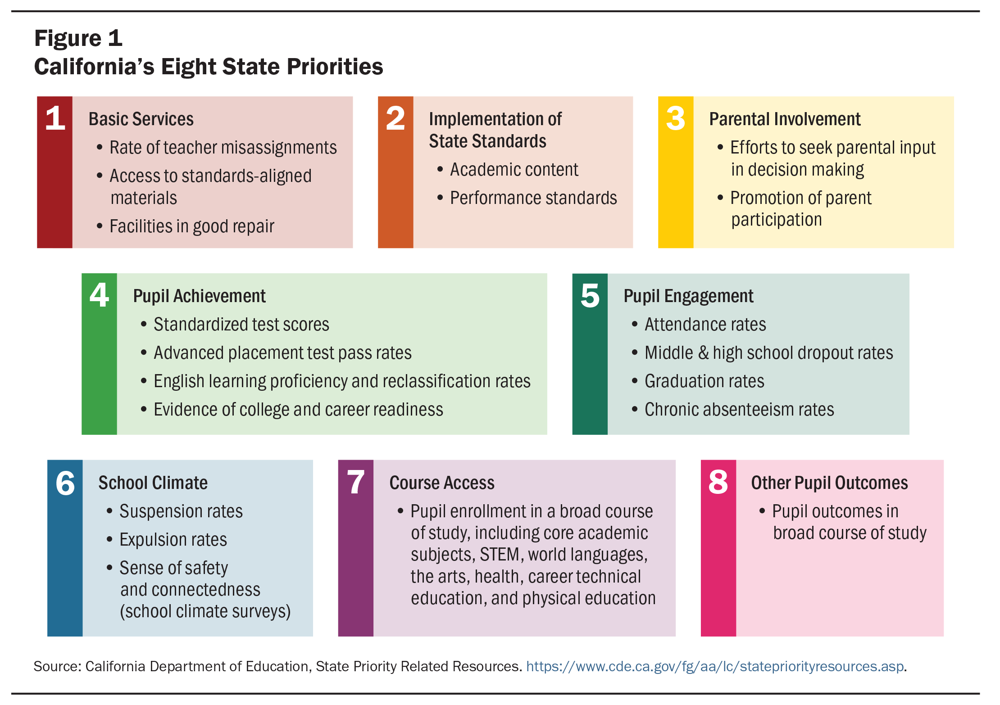 Figure 1
California’s Eight State Priorities
1
Basic Services
• Rate of teacher misassignments
• Access to standards-aligned
materials
• Facilities in good repair
2
Implementation of
State Standards
• Academic content
• Performance standards
3
Parental Involvement
• Efforts to seek parental input
in decision making
• Promotion of parent
participation
4
Pupil Achievement
• Standardized test scores
• Advanced placement test pass rates
• English learning proficiency and reclassification rates
• Evidence of college and career readiness
5
Pupil Engagement
• Attendance rates
• Middle & high school dropout rates
• Graduation rates
• Chronic absenteeism rates
6
School Climate
• Suspension rates
• Expulsion rates
• Sense of safety
and connectedness
(school climate surveys)
7
Course Access
• Pupil enrollment in a broad course
of study, including core academic
subjects, STEM, world languages,
the arts, health, career technical
education, and physical education
8
Other Pupil Outcomes
• Pupil outcomes in
broad course of study
Source: California Department of Education, State Priority Related Resources. https://www.cde.ca.gov/fg/aa/lc/statepriorityresources.asp.